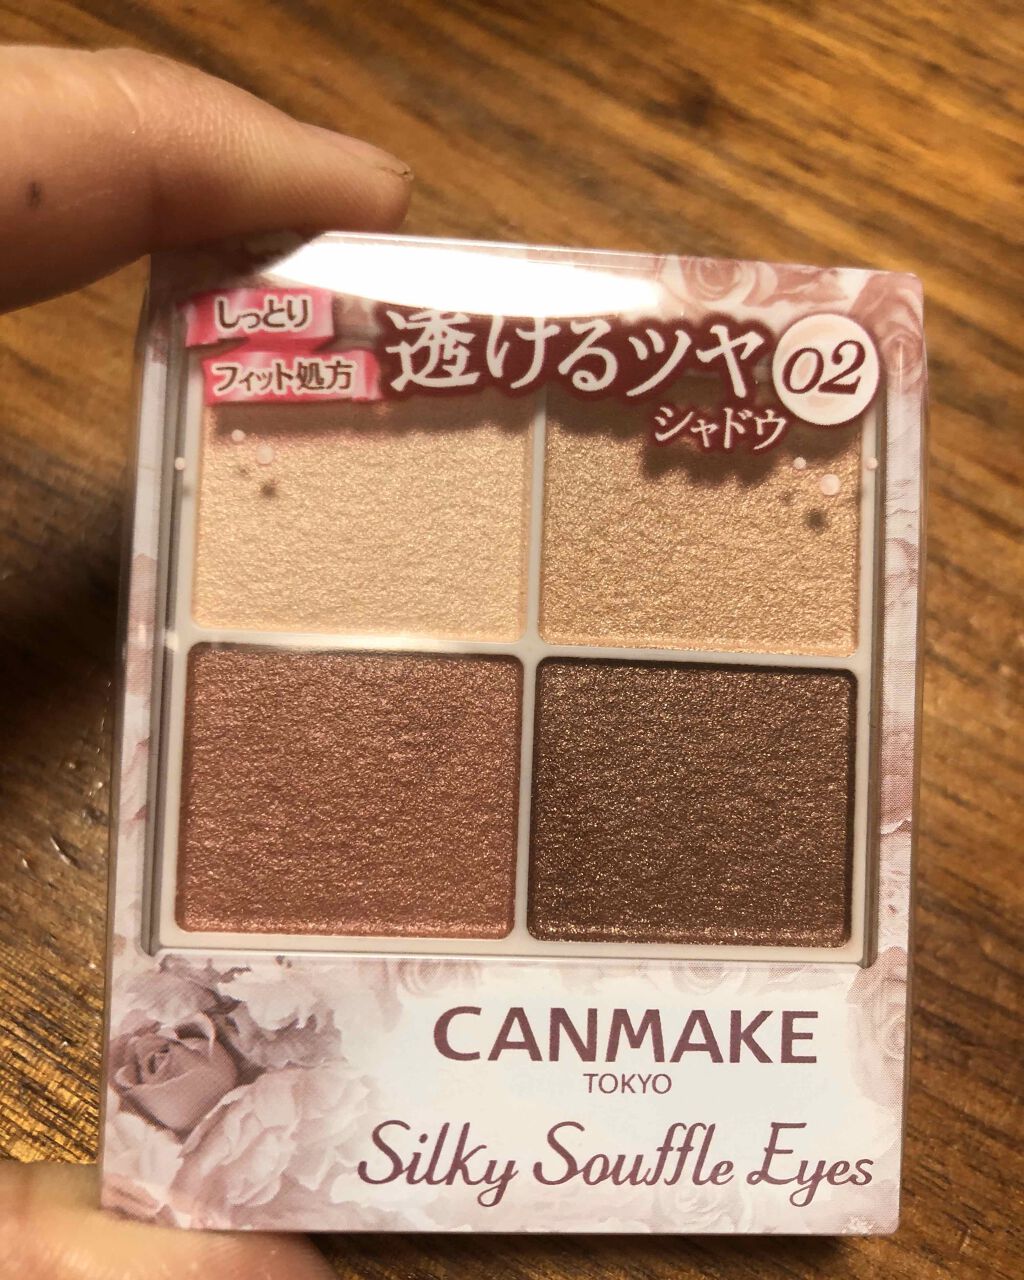 しっとり
フィット処方
透けるツヤ
シャドウ
02
CANMAKE
TOKYO
Silky Souffle Eyes